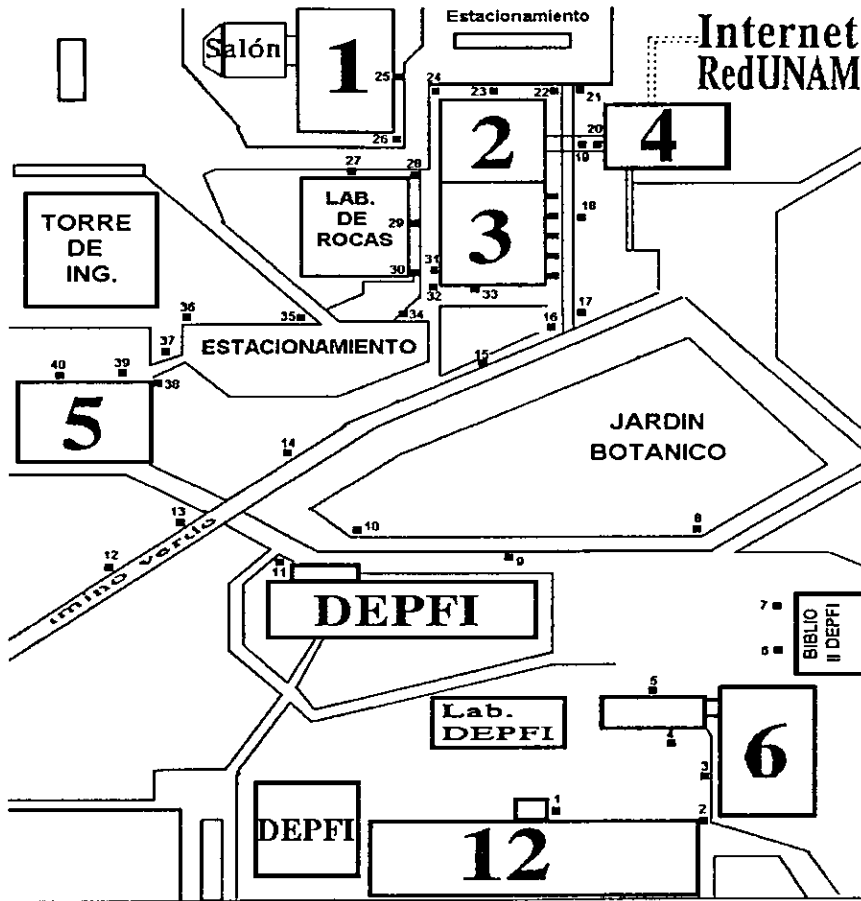 Estacionamiento
Internet
RedUNAM
Salón
1
25
24
23
22
21
26
2
20
4
19
27
28
LAB.
DE
ROCAS
29
3
18
TORRE
DE
ING.
30
31
32
33
17
36
35
34
16
37
ESTACIONAMIENTO
15
40
39
38
5
JARDIN
BOTANICO
14
13
10
8
12
imino verito
11
9
DEPFI
7
BIBLIO
II DEPFI
6
5
Lab.
DEPFI
4
6
3
DEPFI
1
2
12